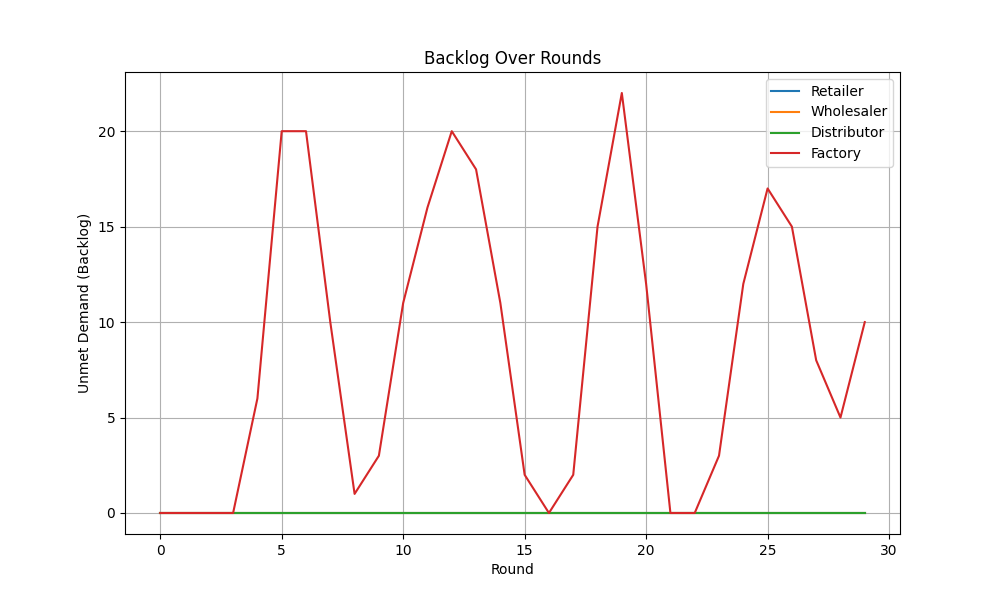 Backlog Over Rounds
Retailer
Wholesaler
Distributor
Factory
Unmet Demand (Backlog)
20
15
10
5
0
0 5 10 15 20 25 30
Round